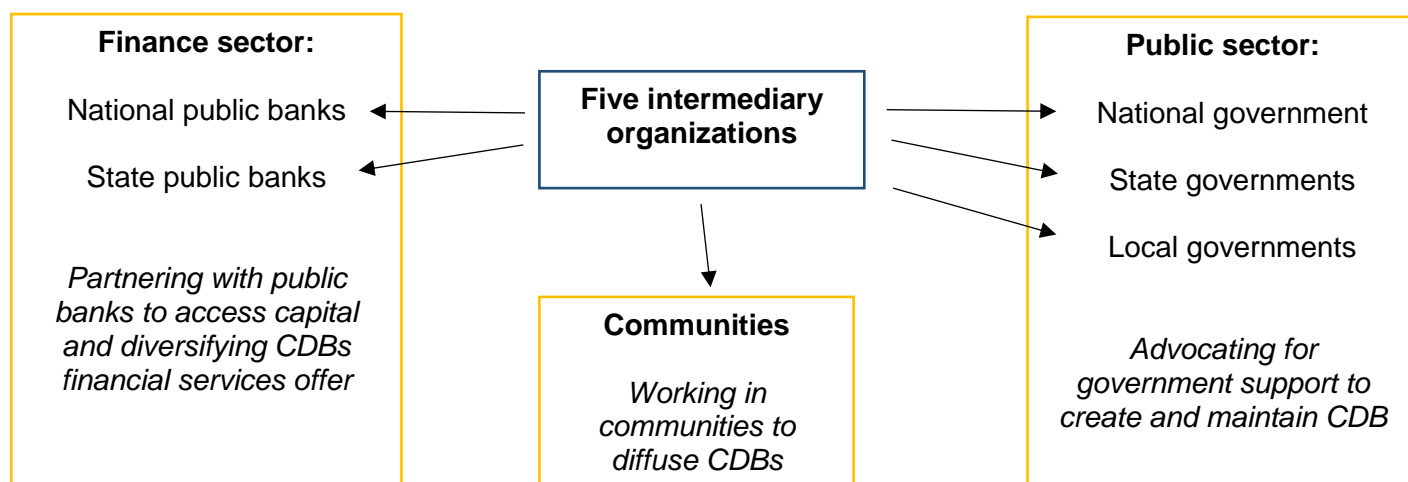 Finance sector:
National public banks
State public banks
Partnering with public
banks to access capital
and diversifying CDBs
financial services offer
Five intermediary
organizations
Communities
Working in
communities to
diffuse CDBs
Public sector:
National government
State governments
Local governments
Advocating for
government support to
create and maintain CDB